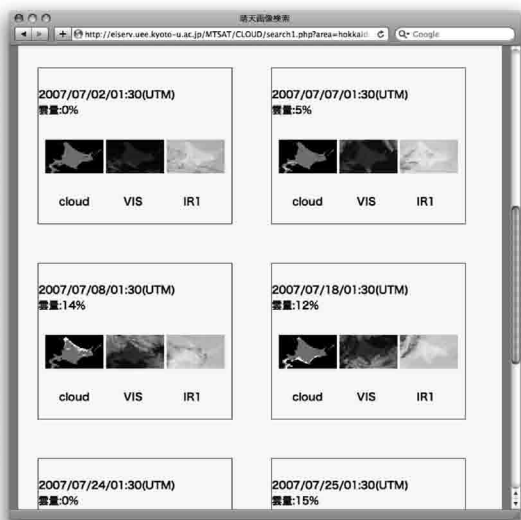 晴天画像検索
http://eiserv.uee.kyoto-u.ac.jp/MTSAT/CLOUD/search1.php?area=hokkaid
Google
2007/07/02/01:30(UTM)
雲量:0%
cloud VIS IR1
2007/07/07/01:30(UTM)
雲量:5%
cloud VIS IR1
2007/07/08/01:30(UTM)
雲量:14%
cloud VIS IR1
2007/07/18/01:30(UTM)
雲量:12%
cloud VIS IR1
2007/07/24/01:30(UTM)
雲量:0%
2007/07/25/01:30(UTM)
雲量:15%